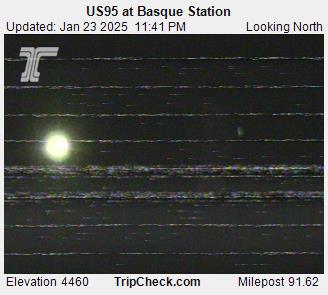 US95 at Basque Station
Updated: Jan 23 2025 11:41 PM Looking North
Elevation 4460 TripCheck.com Milepost 91.62